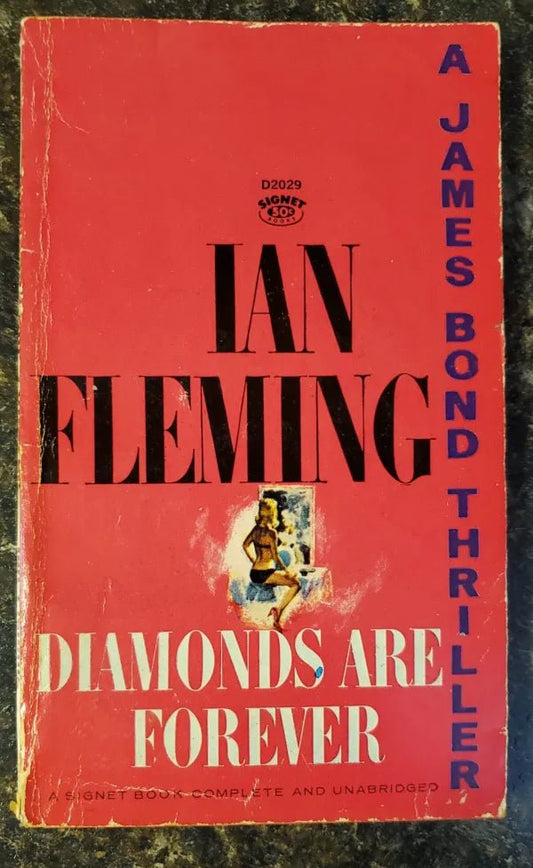 D2029
SIGNET
50¢
BOOKS
IAN
FLEMING
DIAMONDS ARE
FOREVER
A SIGNET BOOK COMPLETE AND UNABRIDGED
A JAMES BOND THRILLER